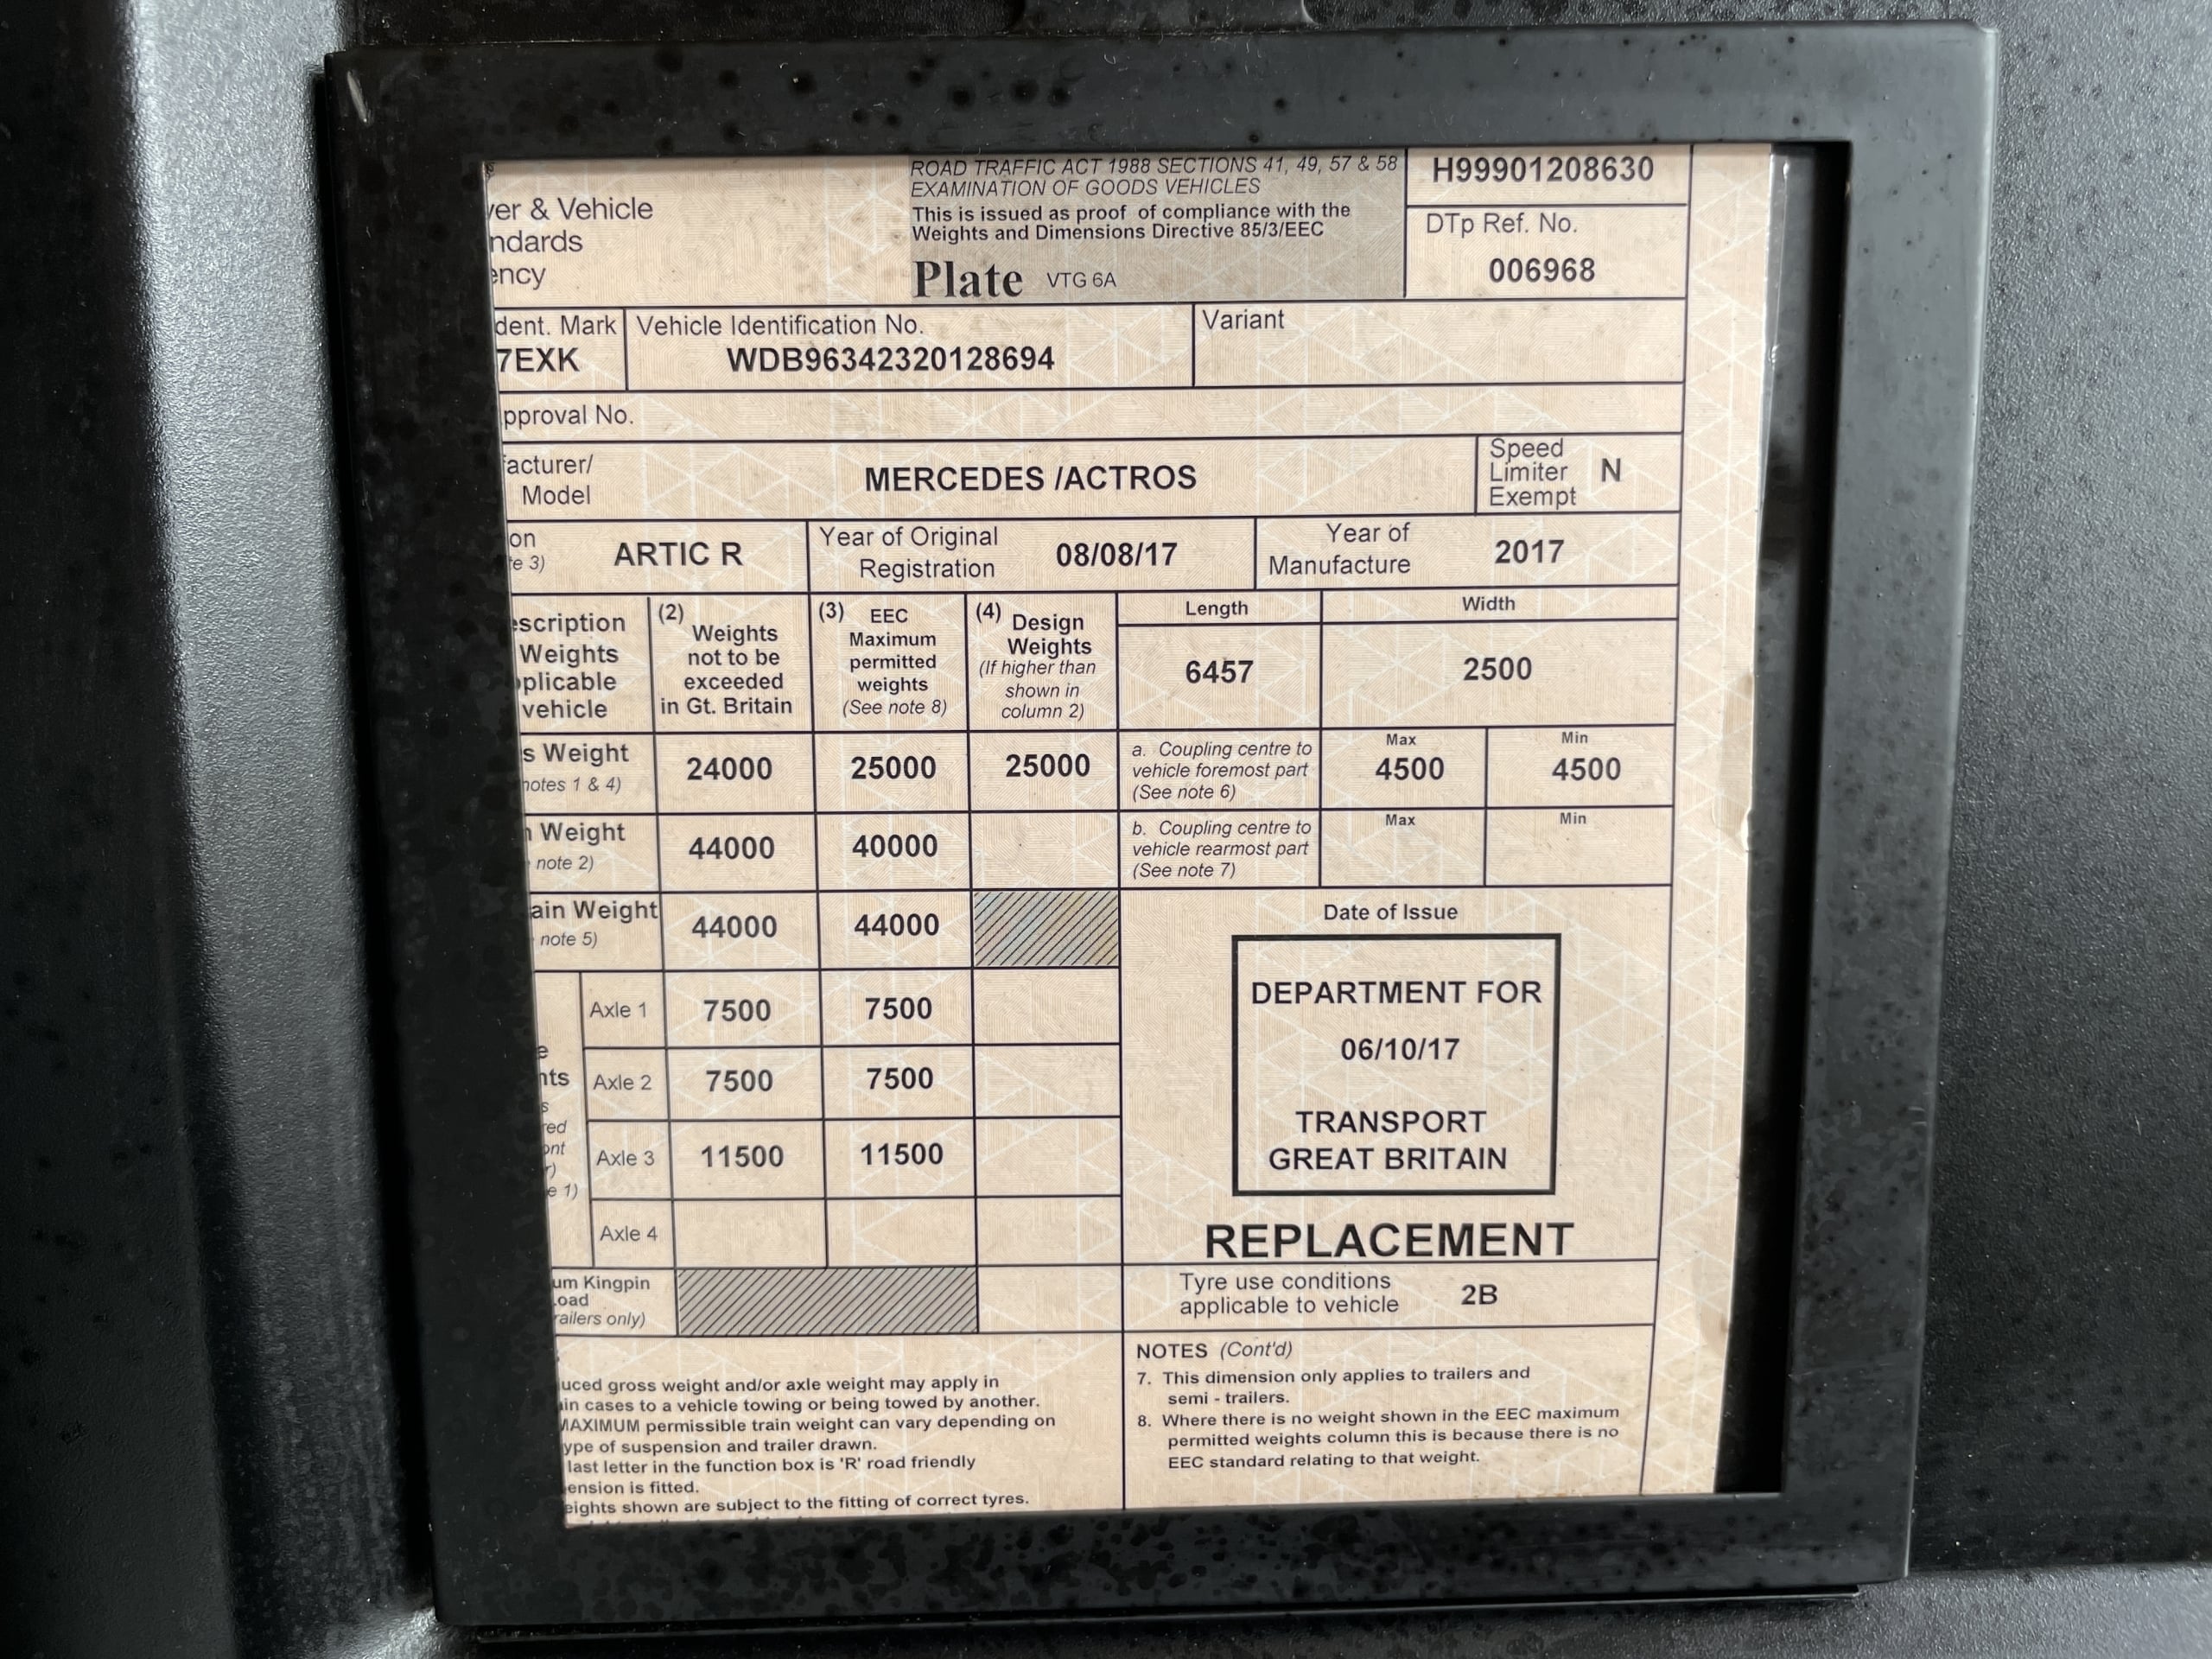 ROAD TRAFFIC ACT 1988 SECTIONS 41, 49, 57 & 58
EXAMINATION OF GOODS VEHICLES
This is issued as proof of compliance with the
Weights and Dimensions Directive 85/3/EEC
Plate VTG 6A
H99901208630
DTp Ref. No.
006968
ver & Vehicle
ndards
ency
dent. Mark
7EXK
Vehicle Identification No.
WDB96342320128694
Variant
pproval No.
facturer/
Model
MERCEDES /ACTROS
Speed
Limiter
Exempt
N
on
te 3)
ARTIC R
Year of Original
Registration
08/08/17
Year of
Manufacture
2017
escription
Weights
pplicable
vehicle
(2)
Weights
not to be
exceeded
in Gt. Britain
(3) EEC
Maximum
permitted
weights
(See note 8)
(4) Design
Weights
(If higher than
shown in
column 2)
Length
6457
Width
2500
s Weight
notes 1 & 4)
24000
25000
25000
a. Coupling centre to
vehicle foremost part
(See note 6)
Max
4500
Min
4500
n Weight
note 2)
44000
40000
b. Coupling centre to
vehicle rearmost part
(See note 7)
Max
Min
ain Weight
note 5)
44000
44000
e
nts
s
red
ont
r)
e 1)
Axle 1
7500
7500
Axle 2
7500
7500
Axle 3
11500
11500
Axle 4
um Kingpin
Load
railers only)
Date of Issue
DEPARTMENT FOR
06/10/17
TRANSPORT
GREAT BRITAIN
REPLACEMENT
Tyre use conditions
applicable to vehicle
2B
uced gross weight and/or axle weight may apply in
in cases to a vehicle towing or being towed by another.
MAXIMUM permissible train weight can vary depending on
ype of suspension and trailer drawn.
last letter in the function box is 'R' road friendly
ension is fitted.
eights shown are subject to the fitting of correct tyres.
NOTES (Cont'd)
7. This dimension only applies to trailers and
semi - trailers.
8. Where there is no weight shown in the EEC maximum
permitted weights column this is because there is no
EEC standard relating to that weight.